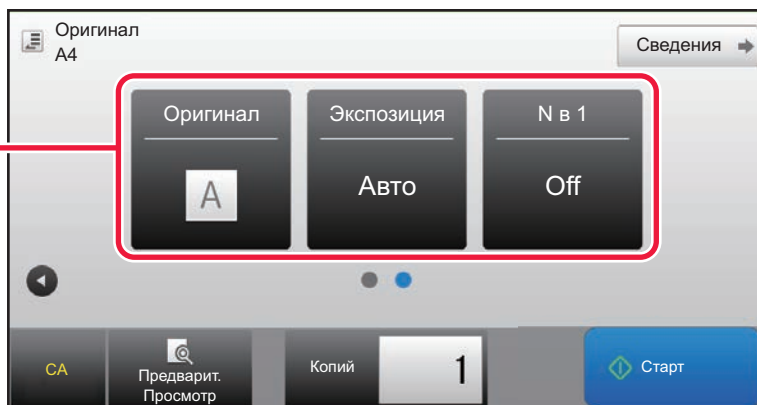 Оригинал
A4
Сведения
Оригинал
Экспозиция
N в 1
A
Авто
Off
CA
Предварит.
Просмотр
Копий
1
Старт